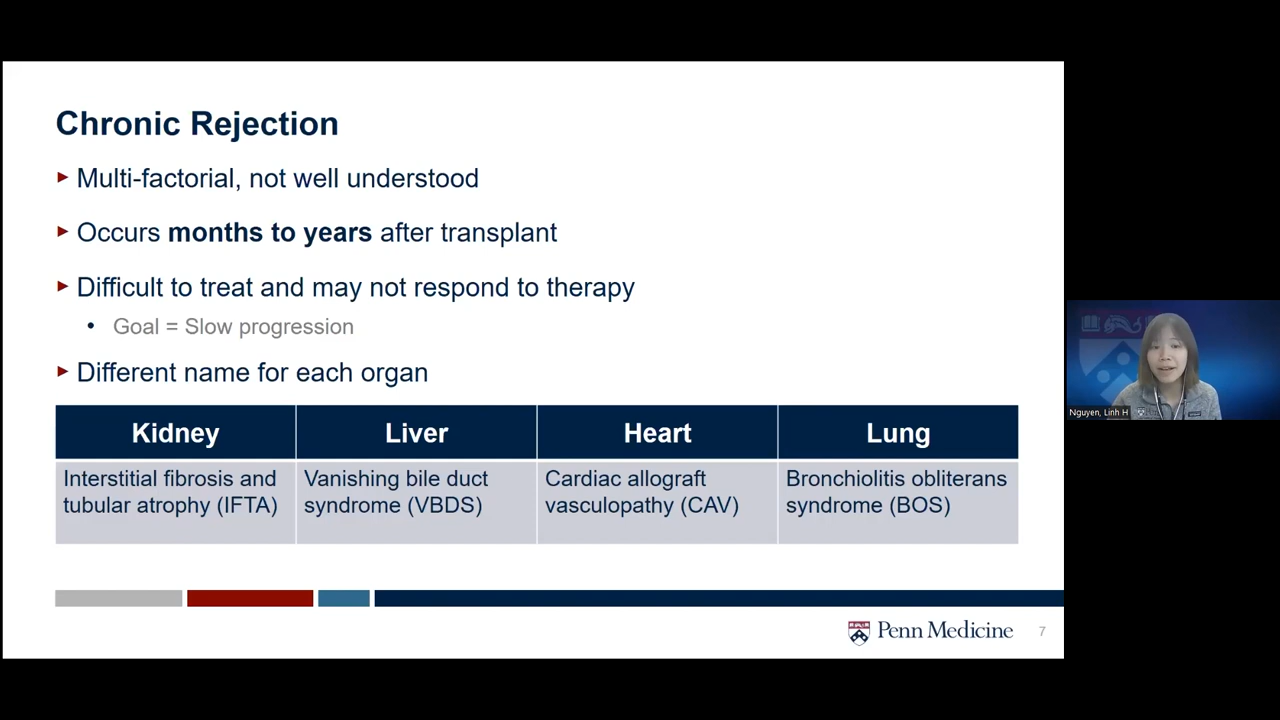 Chronic Rejection
Multi-factorial, not well understood
Occurs months to years after transplant
Difficult to treat and may not respond to therapy
Goal = Slow progression
Different name for each organ
Kidney
Liver
Heart
Lung
Interstitial fibrosis and
tubular atrophy (IFTA)
Vanishing bile duct
syndrome (VBDS)
Cardiac allograft
vasculopathy (CAV)
Bronchiolitis obliterans
syndrome (BOS)
Penn Medicine
7
Nguyen, Linh H